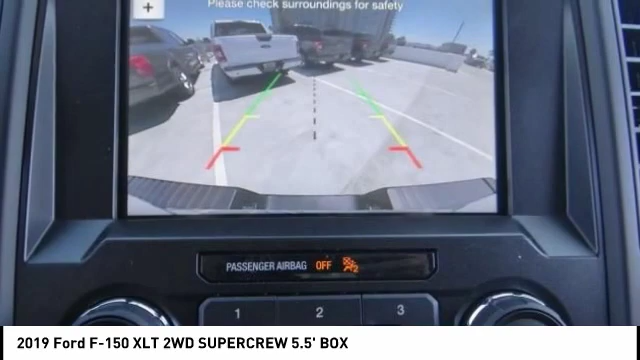 +
Please check surroundings for safety
PASSENGER AIRBAG OFF 2
1 2 3
2019 Ford F-150 XLT 2WD SUPERCREW 5.5' BOX